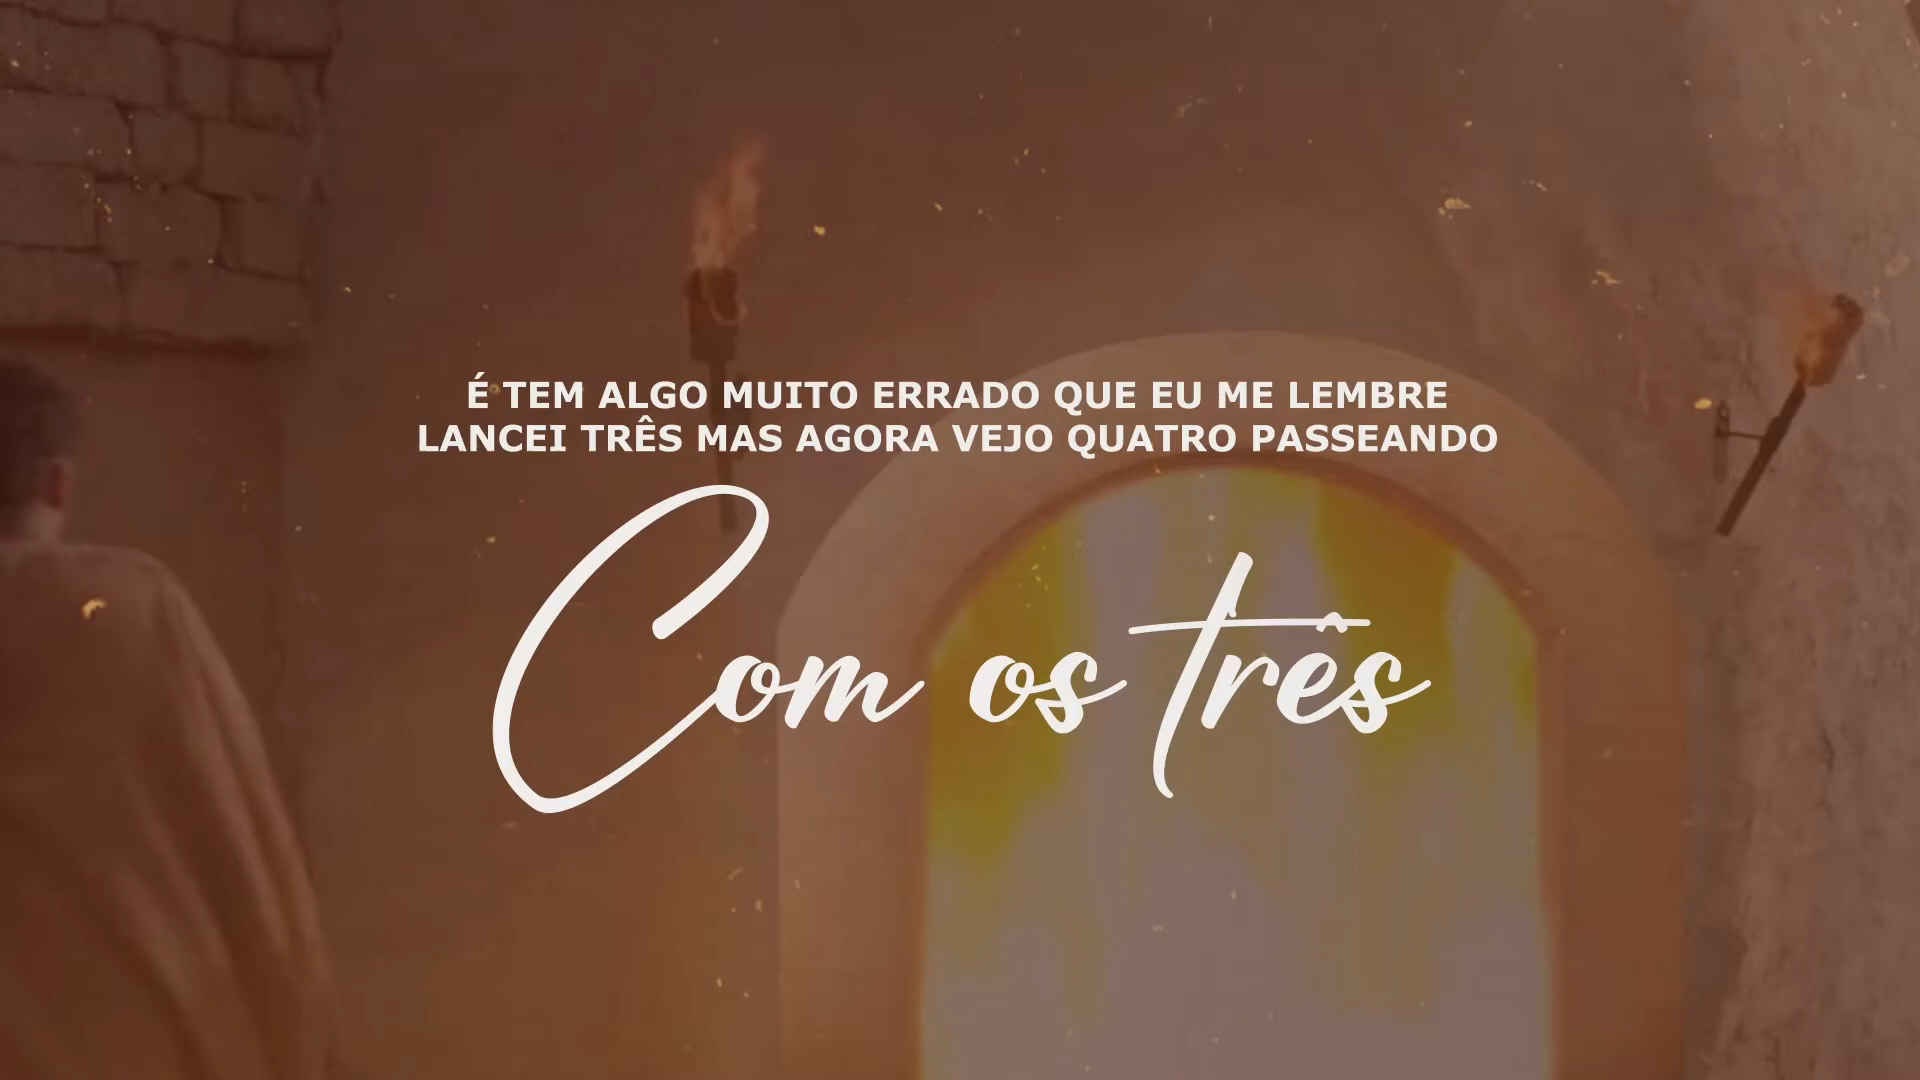 É TEM ALGO MUITO ERRADO QUE EU ME LEMBRE
LANCEI TRÊS MAS AGORA VEJO QUATRO PASSEANDO
Com os três